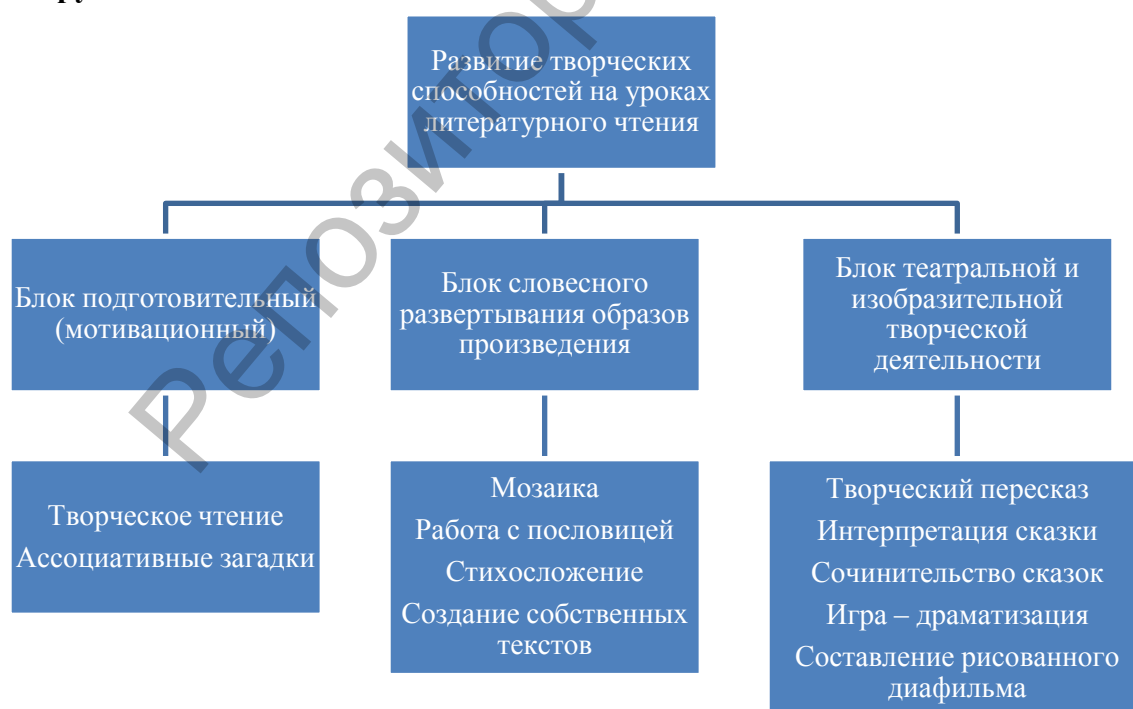 Развитие творческих
способностей на уроках
литературного чтения
Блок подготовительный
(мотивационный)
Блок словесного
развертывания образов
произведения
Блок театральной и
изобразительной
творческой
деятельности
Творческое чтение
Ассоциативные загадки
Мозаика
Работа с пословицей
Стихосложение
Создание собственных
текстов
Творческий пересказ
Интерпретация сказки
Сочинительство сказок
Игра – драматизация
Составление рисованного
диафильма